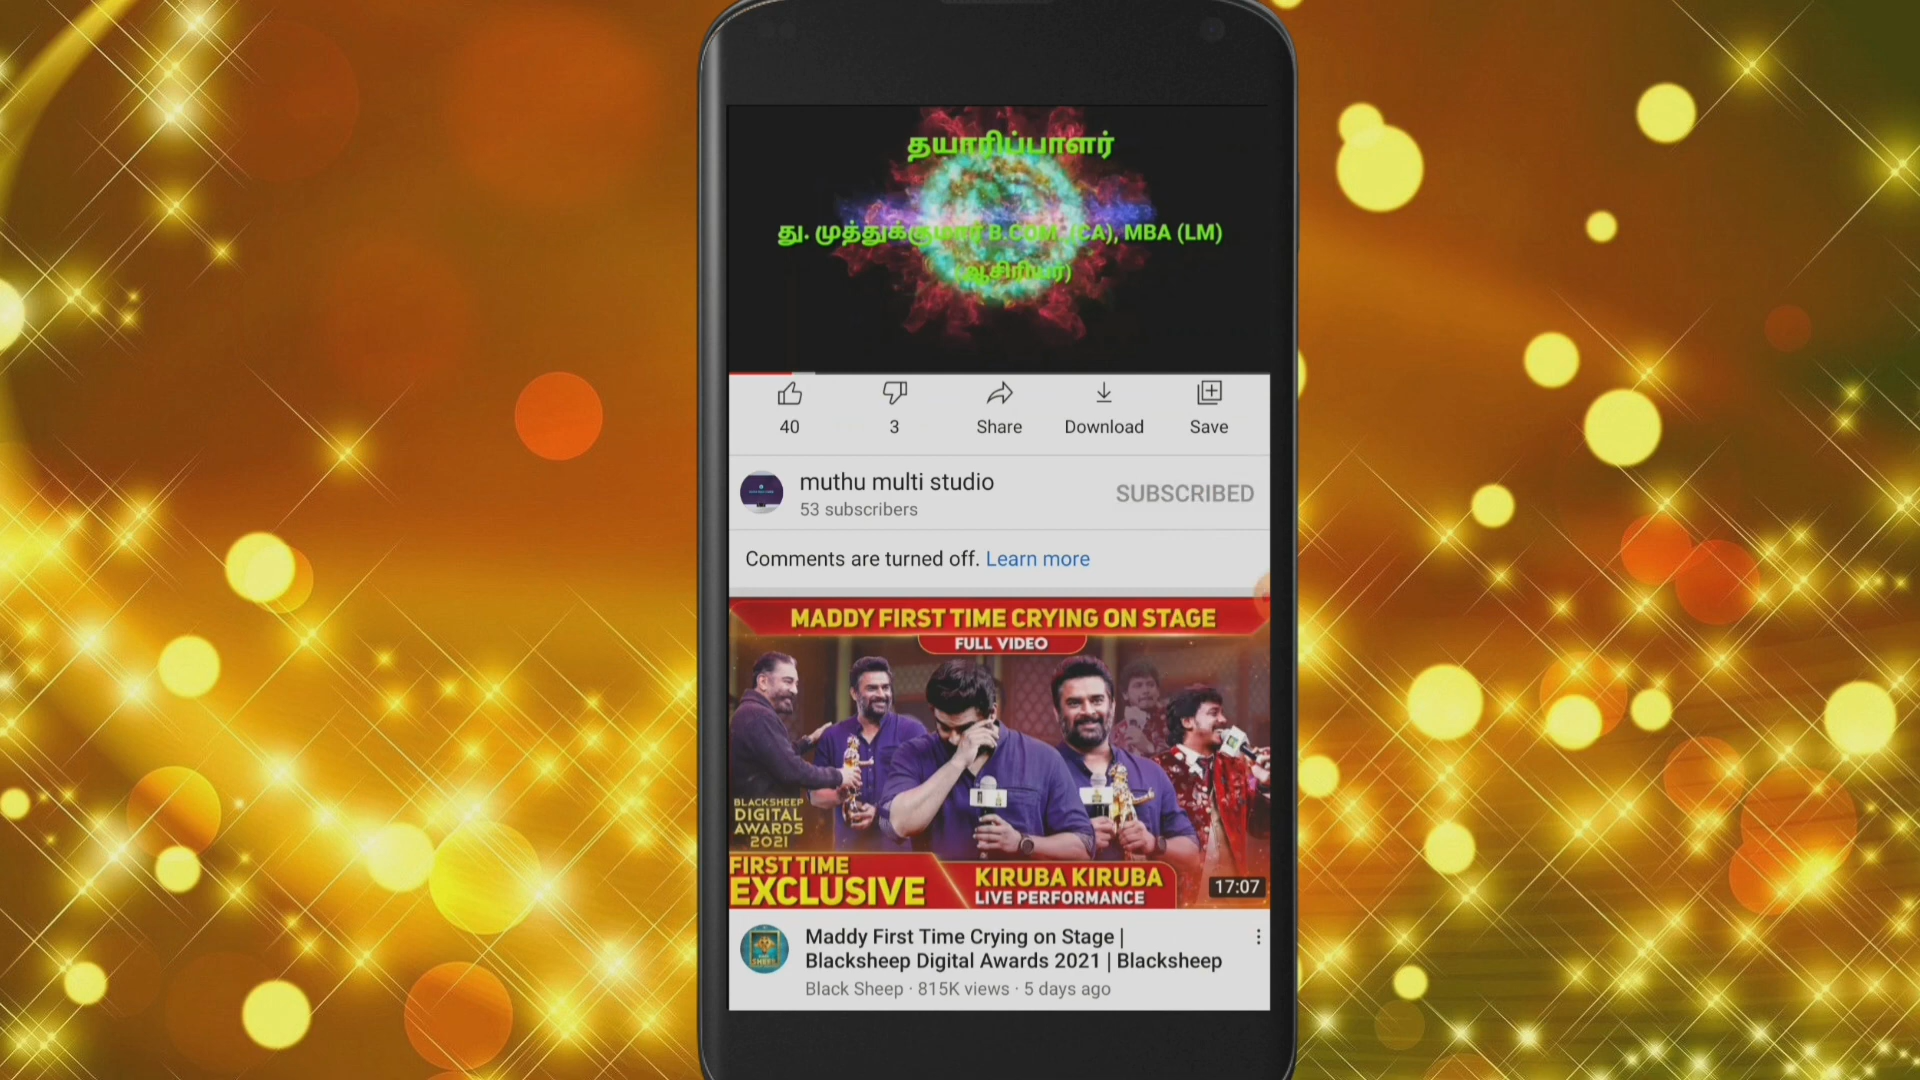 தயாரிப்பாளர்
து. முத்துக்குமார் B.COM. (CA), MBA (LM)
(ஆசிரியர்)
40
3
Share
Download
Save
muthu multi studio
53 subscribers
SUBSCRIBED
Comments are turned off. Learn more
MADDY FIRST TIME CRYING ON STAGE
FULL VIDEO
BLACKSHEEP
DIGITAL
AWARDS
2021
FIRST TIME
EXCLUSIVE
KIRUBA KIRUBA
LIVE PERFORMANCE
17:07
Maddy First Time Crying on Stage |
Blacksheep Digital Awards 2021 | Blacksheep
Black Sheep · 815K views · 5 days ago